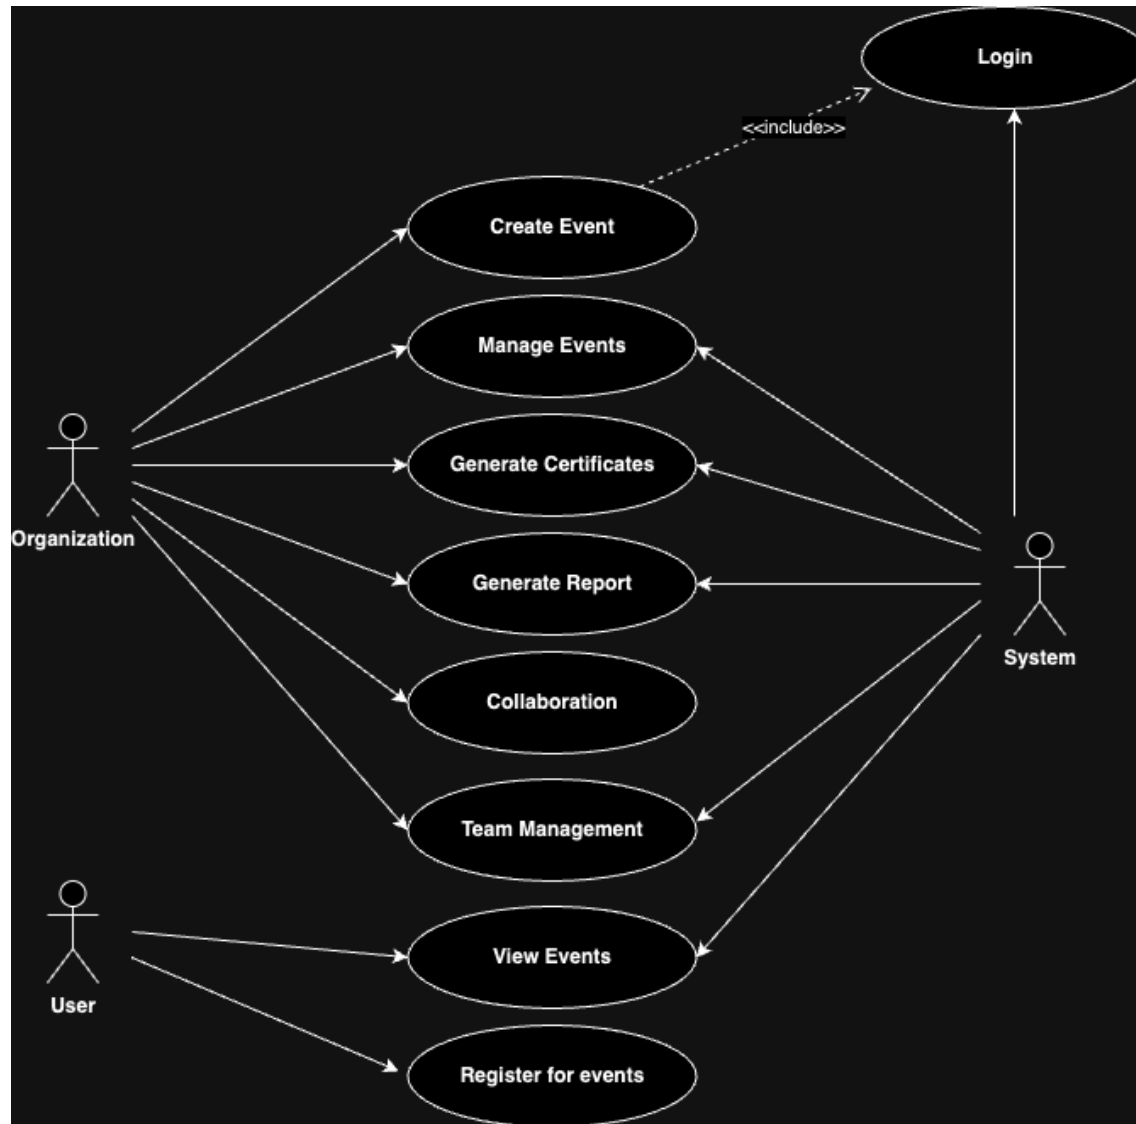 Login
<<include>>
Create Event
Manage Events
Generate Certificates
Organization
Generate Report
System
Collaboration
Team Management
View Events
User
Register for events